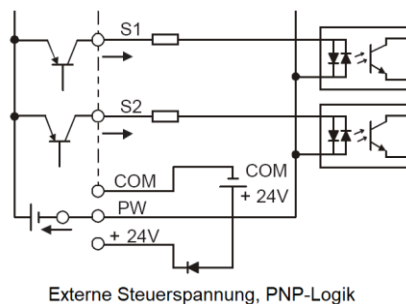 S1
S2
COM
COM
+ 24V
PW
+ 24V
Externe Steuerspannung, PNP-Logik